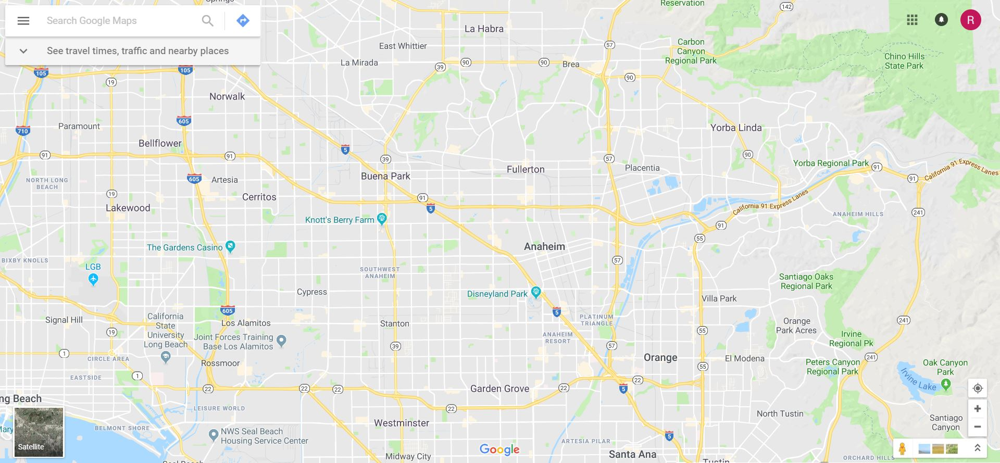 Springs
Reservation
142
Search Google Maps
La Habra
R
See travel times, traffic and nearby places
East Whittier
57
Carbon
Canyon
Regional Park
Chino Hills
State Park
La Mirada
39
90
90
Brea
105
105
19
90
Norwalk
605
710
Paramount
Yorba Linda
Bellflower
5
91
91
39
57
90
Yorba Regional Park
91
California 91 Express Lanes
Placentia
Fullerton
Buena Park
605
Artesia
NORTH LONG
BEACH
91
19
Cerritos
91
5
California 91 Express Lanes
Lakewood
ANAHEIM HILLS
241
Knott's Berry Farm
91
55
Anaheim
The Gardens Casino
BIXBY KNOLLS
57
LGB
SOUTHWEST
ANAHEIM
Santiago Oaks
Regional Park
Cypress
Disneyland Park
Villa Park
605
5
PLATINUM
TRIANGLE
Signal Hill
California
State
University
Long Beach
Los Alamitos
Stanton
Orange
Park Acres
241
19
55
Joint Forces Training
Base Los Alamitos
ANAHEIM
RESORT
Irvine
Regional Pk
39
57
1
CIRCLE AREA
Rossmoor
Orange
El Modena
241
Peters Canyon
Regional Park
Oak Canyon
Park
55
EASTSIDE
1
22
Irvine Lake
22
22
22
Garden Grove
22
5
ng Beach
LEISURE WORLD
22
North Tustin
Westminster
Santiago
Canyon
Mary
BELMONT SHORE
NWS Seal Beach
Housing Service Center
5
ARTESIA PILAR
Satellite
Google
Midway City
Santa Ana
ORCHARD HILLS
Seal Beach
Tustin